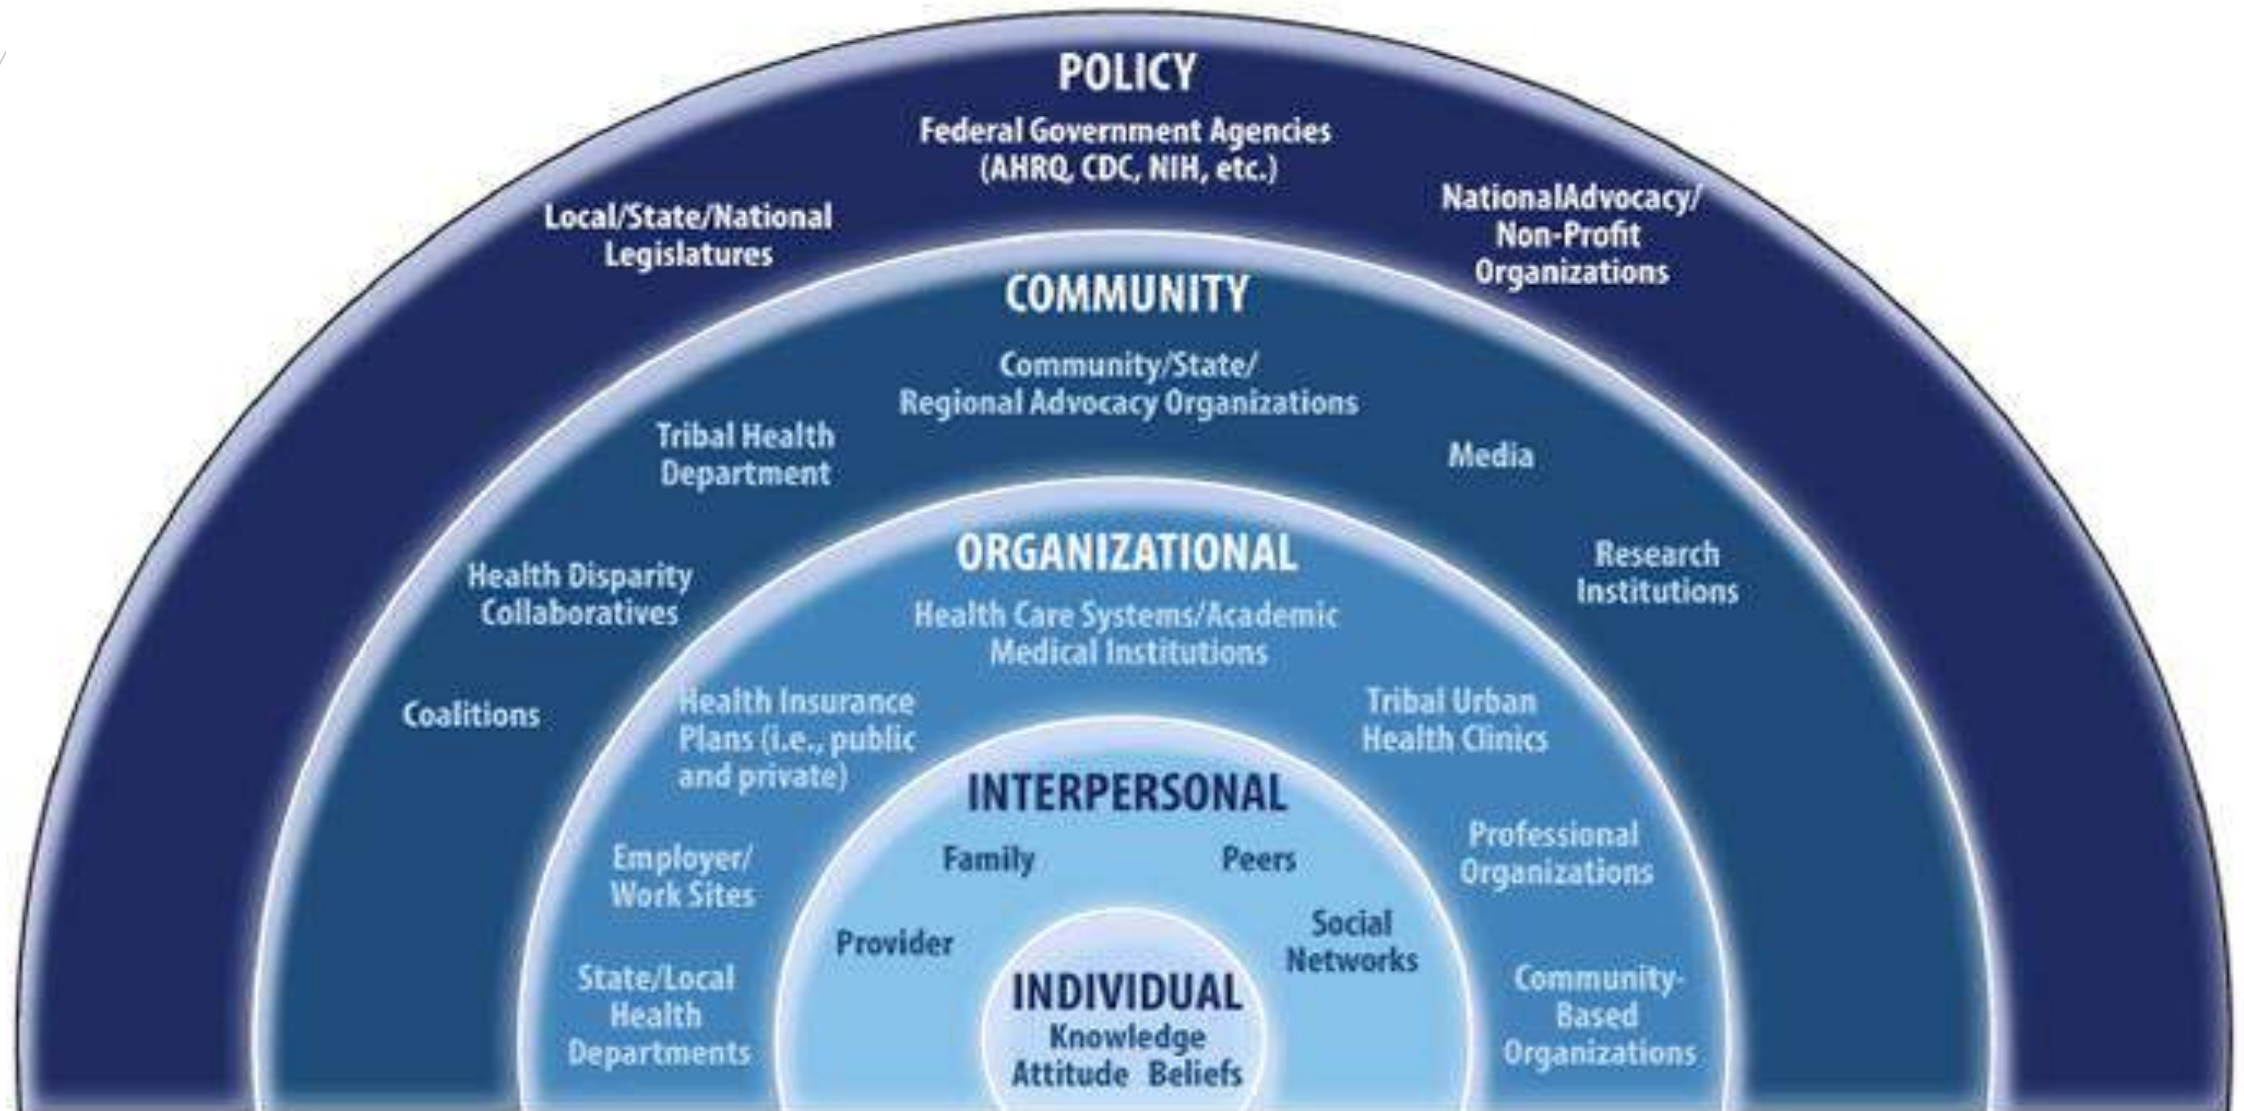 POLICY
Federal Government Agencies
(AHRQ, CDC, NIH, etc.)
Local/State/National
Legislatures
NationalAdvocacy/
Non-Profit
Organizations
COMMUNITY
Community/State/
Regional Advocacy Organizations
Tribal Health
Department
Media
Health Disparity
Collaboratives
Research
Institutions
Coalitions
ORGANIZATIONAL
Health Care Systems/Academic
Medical Institutions
Health Insurance
Plans (i.e., public
and private)
Tribal Urban
Health Clinics
Employer/
Work Sites
Professional
Organizations
State/Local
Health
Departments
Community-
Based
Organizations
INTERPERSONAL
Family
Peers
Provider
Social
Networks
INDIVIDUAL
Knowledge
Attitude Beliefs